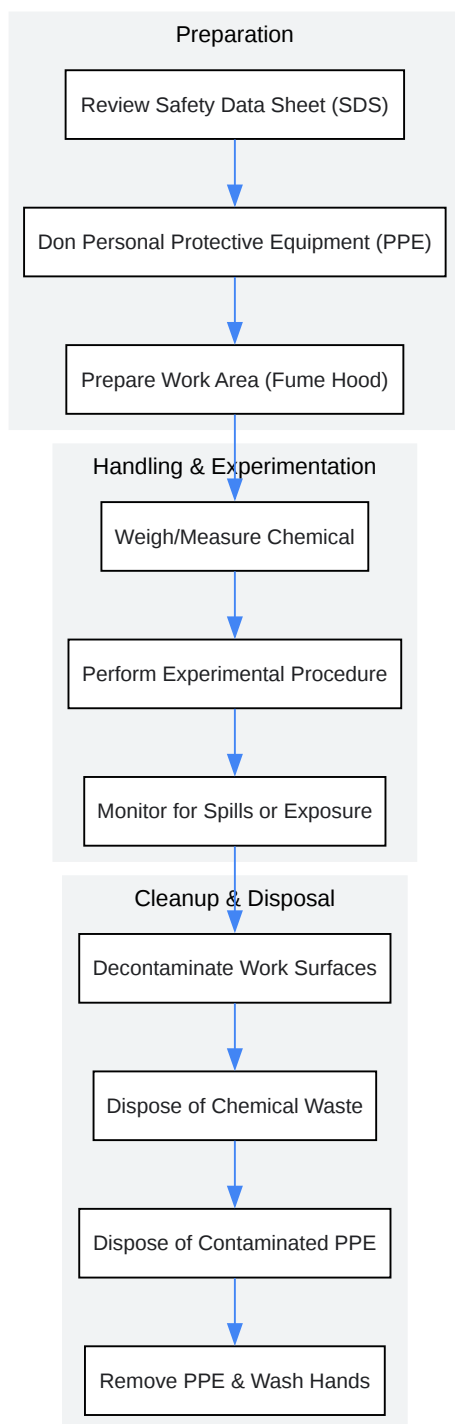 Preparation
Review Safety Data Sheet (SDS)
Don Personal Protective Equipment (PPE)
Prepare Work Area (Fume Hood)
Handling & Experimentation
Weigh/Measure Chemical
Perform Experimental Procedure
Monitor for Spills or Exposure
Cleanup & Disposal
Decontaminate Work Surfaces
Dispose of Chemical Waste
Dispose of Contaminated PPE
Remove PPE & Wash Hands